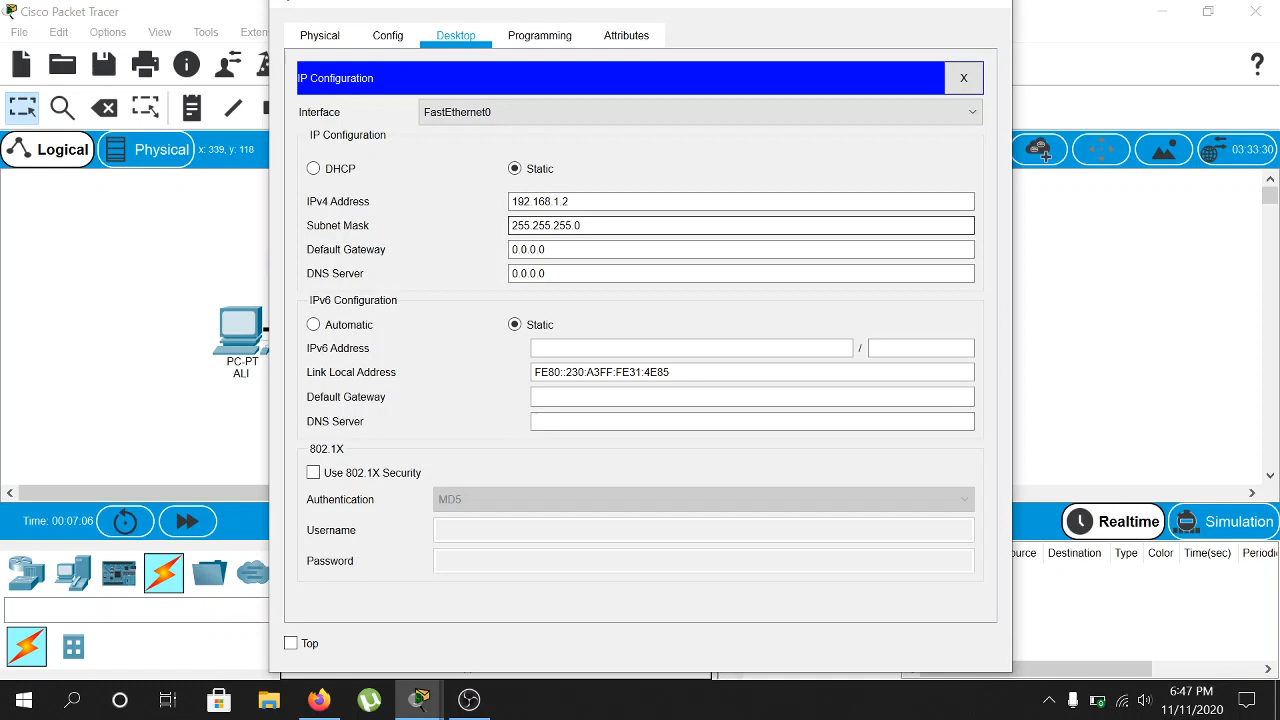 Cisco Packet Tracer
File Edit Options View Tools Exten
Physical Config Desktop Programming Attributes
IP Configuration X
Interface FastEthernet0
IP Configuration
DHCP Static
IPv4 Address 192.168.1.2
Subnet Mask 255.255.255.0
Default Gateway 0.0.0.0
DNS Server 0.0.0.0
IPv6 Configuration
Automatic Static
IPv6 Address /
Link Local Address FE80::230:A3FF:FE31:4E85
Default Gateway
DNS Server
802.1X
Use 802.1X Security
Authentication MD5
Username
Password
Top
Logical Physical x: 339, y: 118 03:33:30
PC-PT
ALI
Time: 00:07:06 Realtime Simulation
ource Destination Type Color Time(sec) Periodi
6:47 PM
11/11/2020